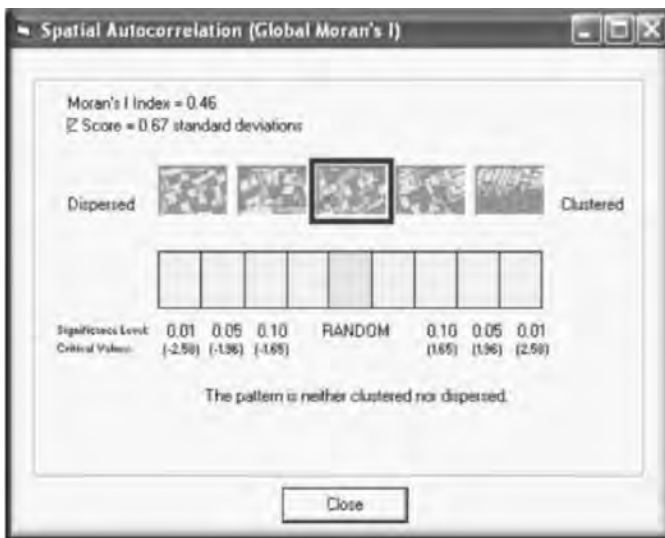 Spatial Autocorrelation (Global Moran's I)
Moran's I Index = 0.46
Z Score = 0.67 standard deviations
Dispersed
Clustered
Significance Level: 0.01 0.05 0.10 RANDOM 0.10 0.05 0.01
Critical Values: (-2.58) (-1.96) (-1.65) (1.65) (1.96) (2.58)
The pattern is neither clustered nor dispersed.
Close